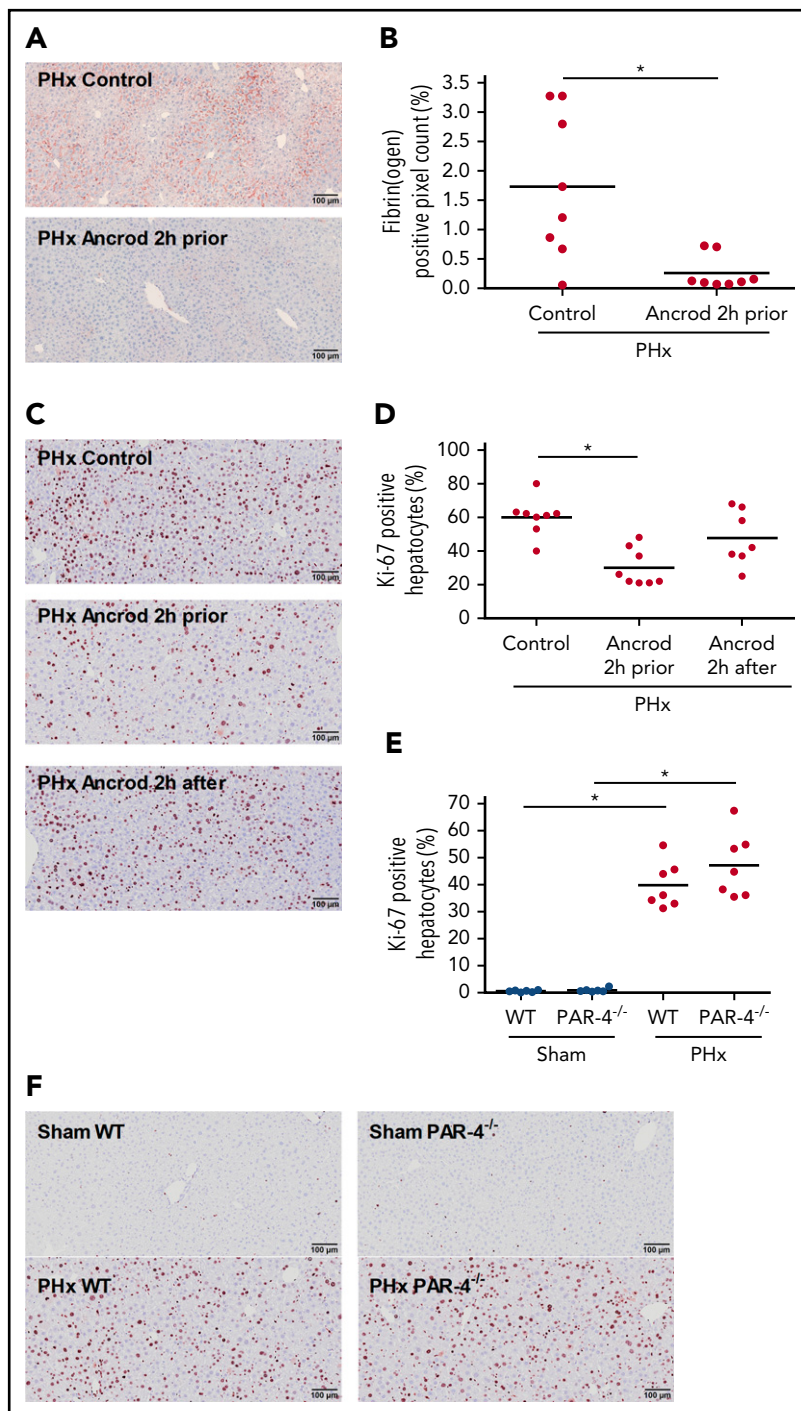 A
PHx Control
100 µm
PHx Ancrod 2h prior
100 µm
B
Fibrin(ogen)
positive pixel count (%)
3.5
3.0
2.5
2.0
1.5
1.0
0.5
0.0
*
Control
Ancrod 2h prior
PHx
C
PHx Control
100 µm
PHx Ancrod 2h prior
100 µm
PHx Ancrod 2h after
100 µm
D
Ki-67 positive
hepatocytes (%)
100
80
60
40
20
0
*
Control
Ancrod
2h prior
Ancrod
2h after
PHx
E
Ki-67 positive
hepatocytes (%)
70
60
50
40
30
20
10
0
*
*
WT
PAR-4-/-
WT
PAR-4-/-
Sham
PHx
F
Sham WT
100 µm
Sham PAR-4-/-
100 µm
PHx WT
100 µm
PHx PAR-4-/-
100 µm